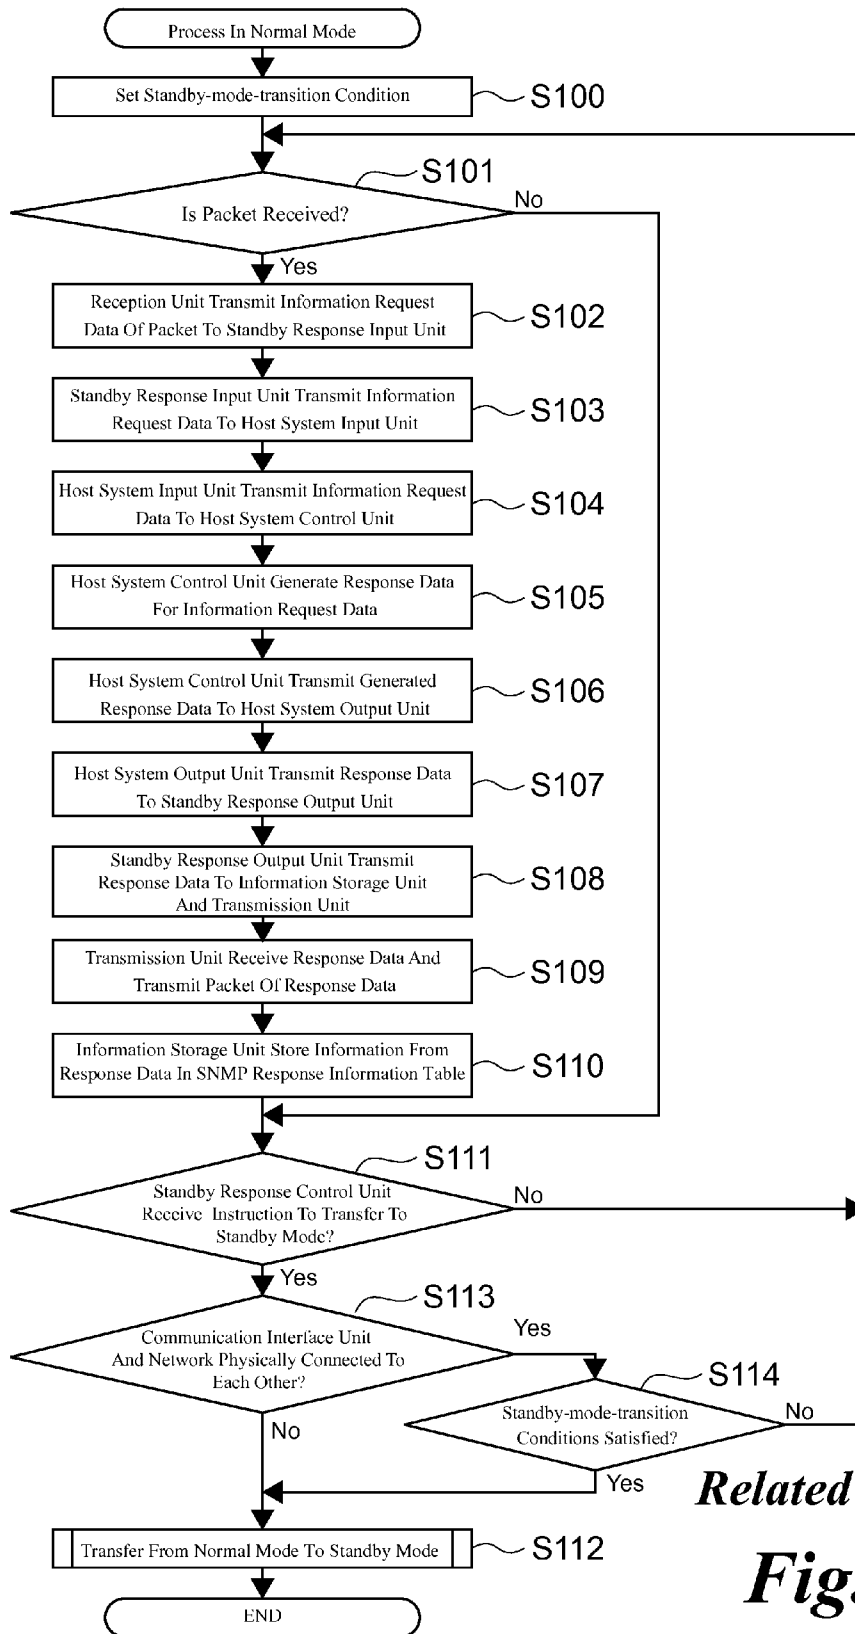 Process In Normal Mode
Set Standby-mode-transition Condition
S100
S101
Is Packet Received?
No
Yes
Reception Unit Transmit Information Request
Data Of Packet To Standby Response Input Unit
S102
Standby Response Input Unit Transmit Information
Request Data To Host System Input Unit
S103
Host System Input Unit Transmit Information Request
Data To Host System Control Unit
S104
Host System Control Unit Generate Response Data
For Information Request Data
S105
Host System Control Unit Transmit Generated
Response Data To Host System Output Unit
S106
Host System Output Unit Transmit Response Data
To Standby Response Output Unit
S107
Standby Response Output Unit Transmit
Response Data To Information Storage Unit
And Transmission Unit
S108
Transmission Unit Receive Response Data And
Transmit Packet Of Response Data
S109
Information Storage Unit Store Information From
Response Data In SNMP Response Information Table
S110
S111
Standby Response Control Unit
Receive Instruction To Transfer To
Standby Mode?
No
Yes
S113
Communication Interface Unit
And Network Physically Connected To
Each Other?
Yes
No
S114
Standby-mode-transition
Conditions Satisfied?
No
Yes
Related
Transfer From Normal Mode To Standby Mode
S112
Fig.
END